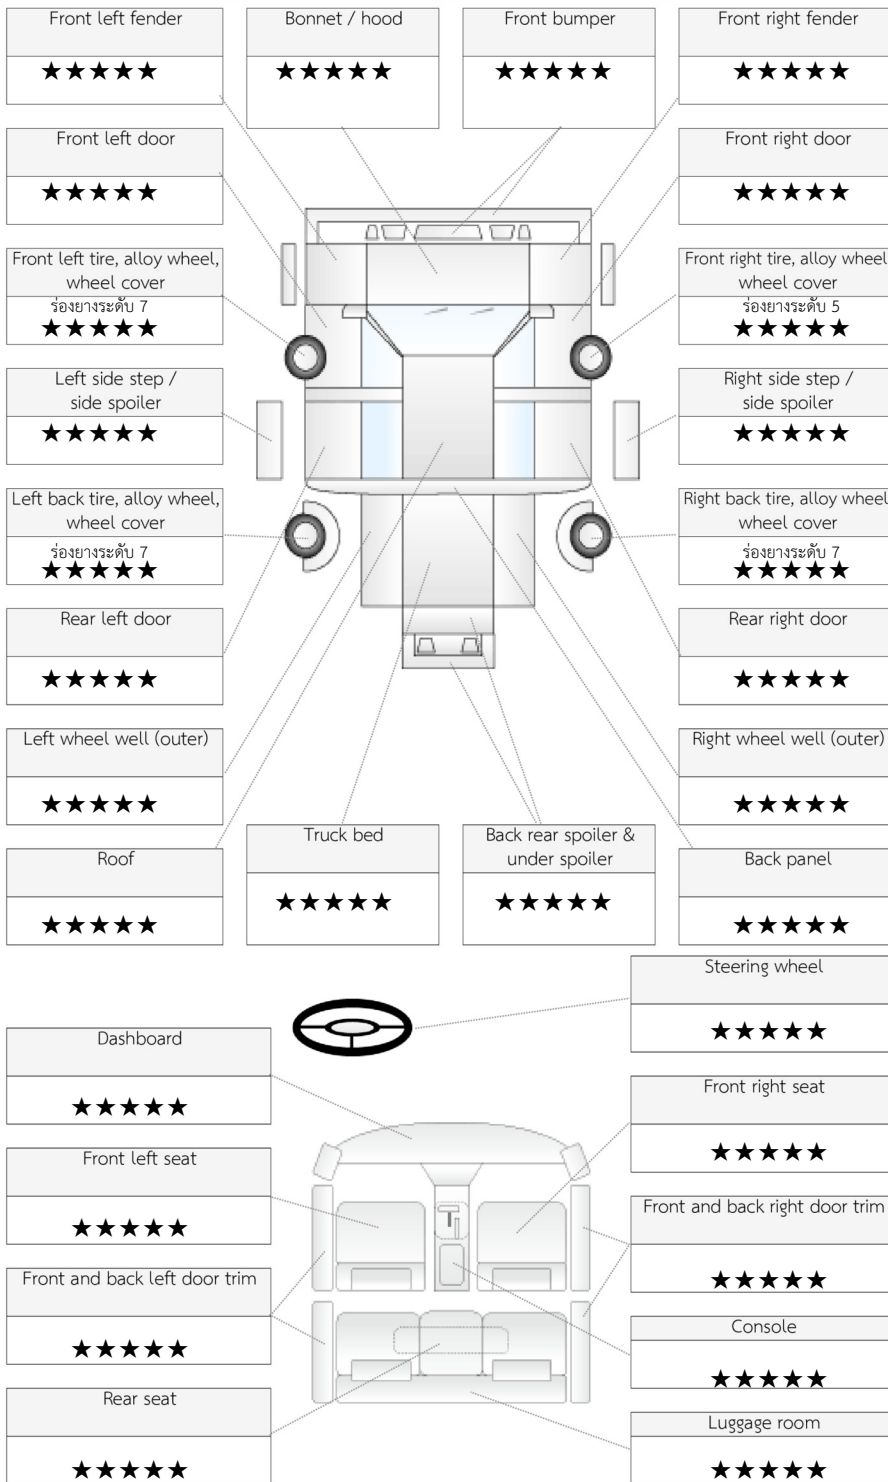 Front left fender
★★★★★
Bonnet / hood
★★★★★
Front bumper
★★★★★
Front right fender
★★★★★
Front left door
★★★★★
Front right door
★★★★★
Front left tire, alloy wheel,
wheel cover
ร่องยางระดับ 7
★★★★★
Front right tire, alloy wheel
wheel cover
ร่องยางระดับ 5
★★★★★
Left side step /
side spoiler
★★★★★
Right side step /
side spoiler
★★★★★
Left back tire, alloy wheel,
wheel cover
ร่องยางระดับ 7
★★★★★
Right back tire, alloy wheel
wheel cover
ร่องยางระดับ 7
★★★★★
Rear left door
★★★★★
Rear right door
★★★★★
Left wheel well (outer)
★★★★★
Right wheel well (outer)
★★★★★
Roof
★★★★★
Truck bed
★★★★★
Back rear spoiler &
under spoiler
★★★★★
Back panel
★★★★★
Steering wheel
★★★★★
Dashboard
★★★★★
Front right seat
★★★★★
Front left seat
★★★★★
Front and back right door trim
★★★★★
Front and back left door trim
★★★★★
Console
★★★★★
Rear seat
★★★★★
Luggage room
★★★★★